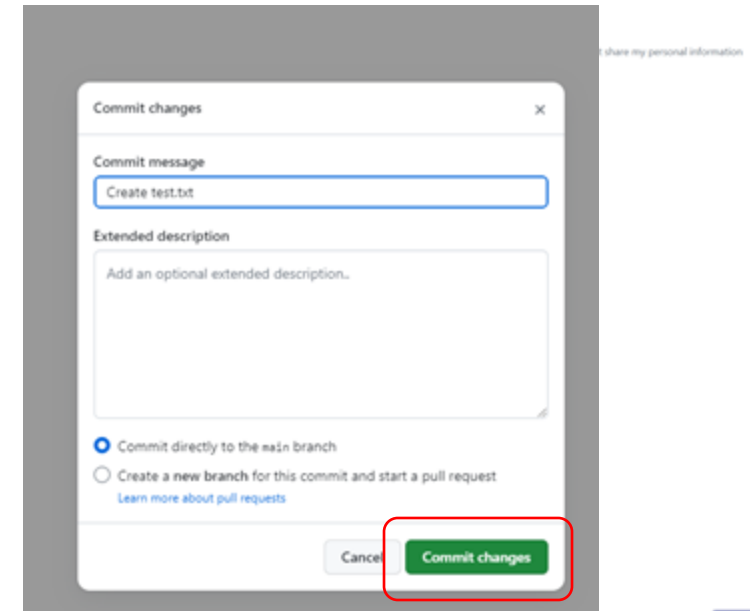 t share my personal information
Commit changes
×
Commit message
Create test.txt
Extended description
Add an optional extended description..
Commit directly to the main branch
Create a new branch for this commit and start a pull request
Learn more about pull requests
Cancel
Commit changes